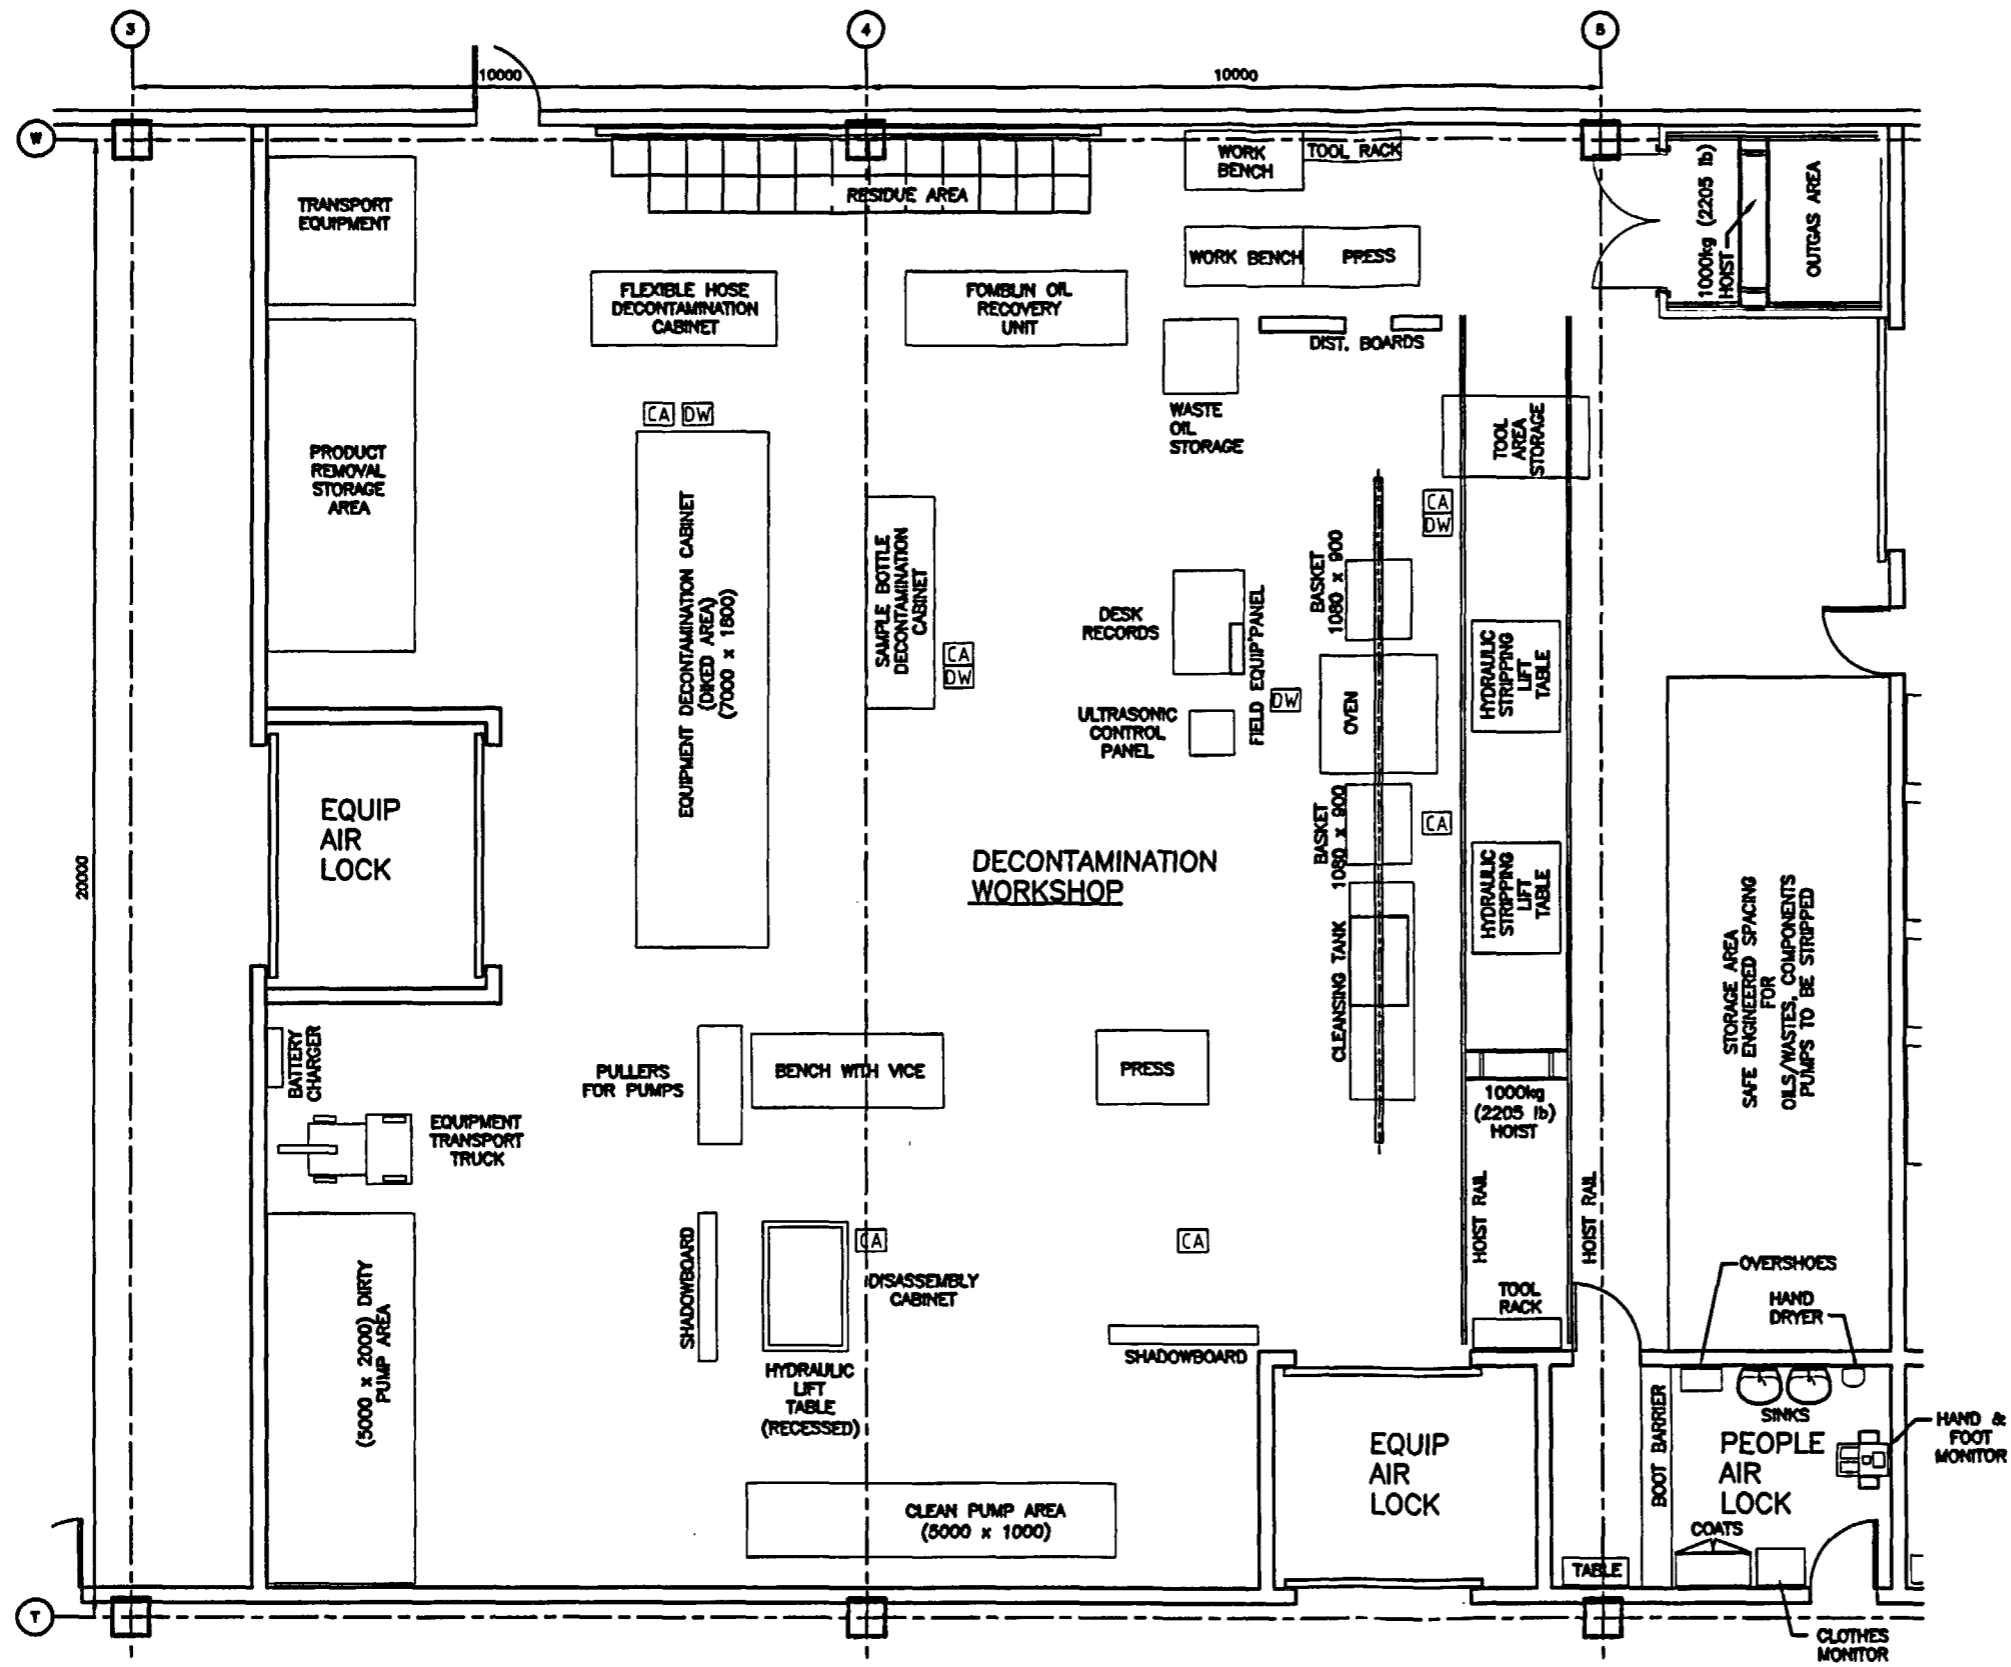 3
4
5
10000
10000
W
TRANSPORT
EQUIPMENT
RESIDUE AREA
WORK
BENCH
TOOL RACK
1000kg (2205 lb)
HOIST
OUTGAS AREA
WORK BENCH
PRESS
FLEXIBLE HOSE
DECONTAMINATION
CABINET
FOMBLIN OIL
RECOVERY
UNIT
DIST. BOARDS
WASTE
OIL
STORAGE
TOOL
AREA
STORAGE
CA
DW
PRODUCT
REMOVAL
STORAGE
AREA
EQUIPMENT DECONTAMINATION CABINET
(DIKED AREA)
(7000 x 1800)
SAMPLE BOTTLE
DECONTAMINATION
CABINET
CA
DW
CA
DW
BASKET
1080 x 900
DESK
RECORDS
FIELD EQUIP. PANEL
DW
ULTRASONIC
CONTROL
PANEL
OVEN
HYDRAULIC
STRIPPING
LIFT
TABLE
EQUIP
AIR
LOCK
20000
DECONTAMINATION
WORKSHOP
BASKET
1080 x 900
CA
HYDRAULIC
STRIPPING
LIFT
TABLE
CLEANSING TANK
STORAGE AREA
SAFE ENGINEERED SPACING
FOR
OILS/WASTES, COMPONENTS
PUMPS TO BE STRIPPED
BATTERY
CHARGER
PULLERS
FOR PUMPS
BENCH WITH VICE
PRESS
1000kg
(2205 lb)
HOIST
EQUIPMENT
TRANSPORT
TRUCK
HOIST RAIL
HOIST RAIL
SHADOWBOARD
CA
CA
DISASSEMBLY
CABINET
(5000 x 2000) DIRTY
PUMP AREA
TOOL
RACK
OVERSHOES
HAND
DRYER
SHADOWBOARD
HYDRAULIC
LIFT
TABLE
(RECESSED)
BOOT BARRIER
SINKS
HAND &
FOOT
MONITOR
EQUIP
AIR
LOCK
PEOPLE
AIR
LOCK
CLEAN PUMP AREA
(5000 x 1000)
COATS
TABLE
T
CLOTHES
MONITOR